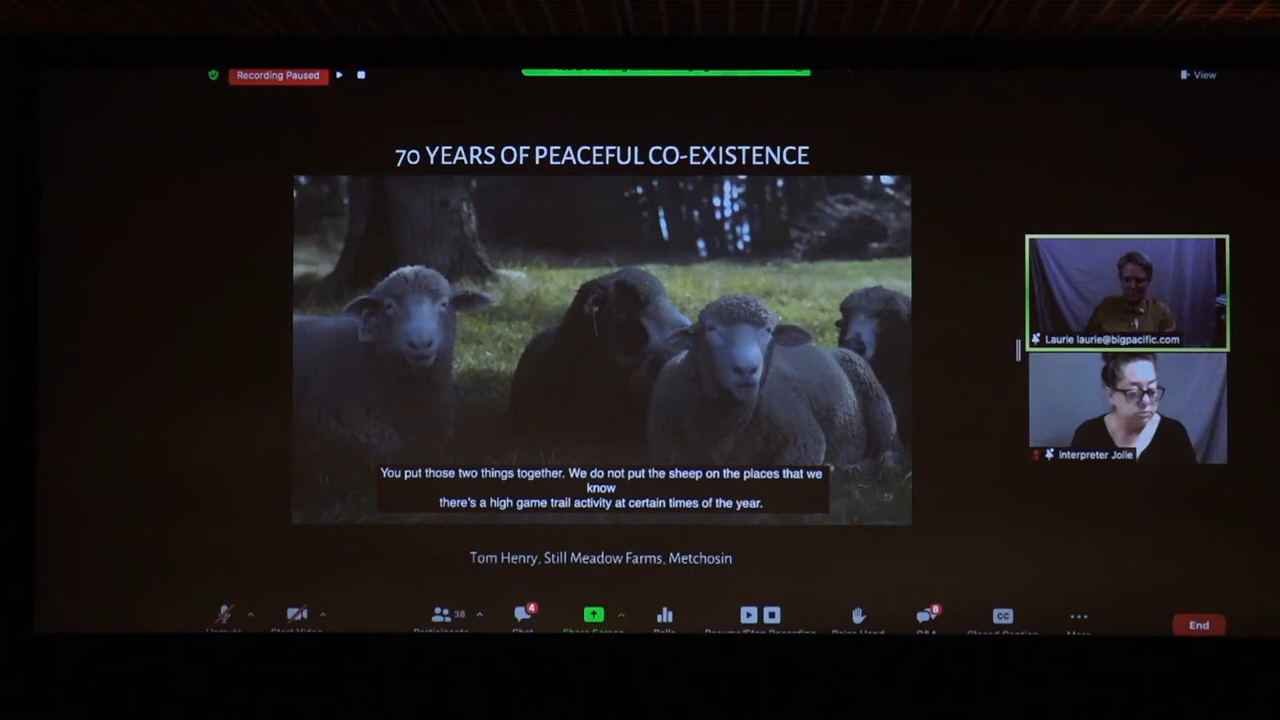 Recording Paused
View
70 YEARS OF PEACEFUL CO-EXISTENCE
You put those two things together. We do not put the sheep on the places that we
know
there's a high game trail activity at certain times of the year.
Laurie laurie@bigpacific.com
interpreter Jolie
Tom Henry, Still Meadow Farms, Metchosin
38
4
8
CC
End